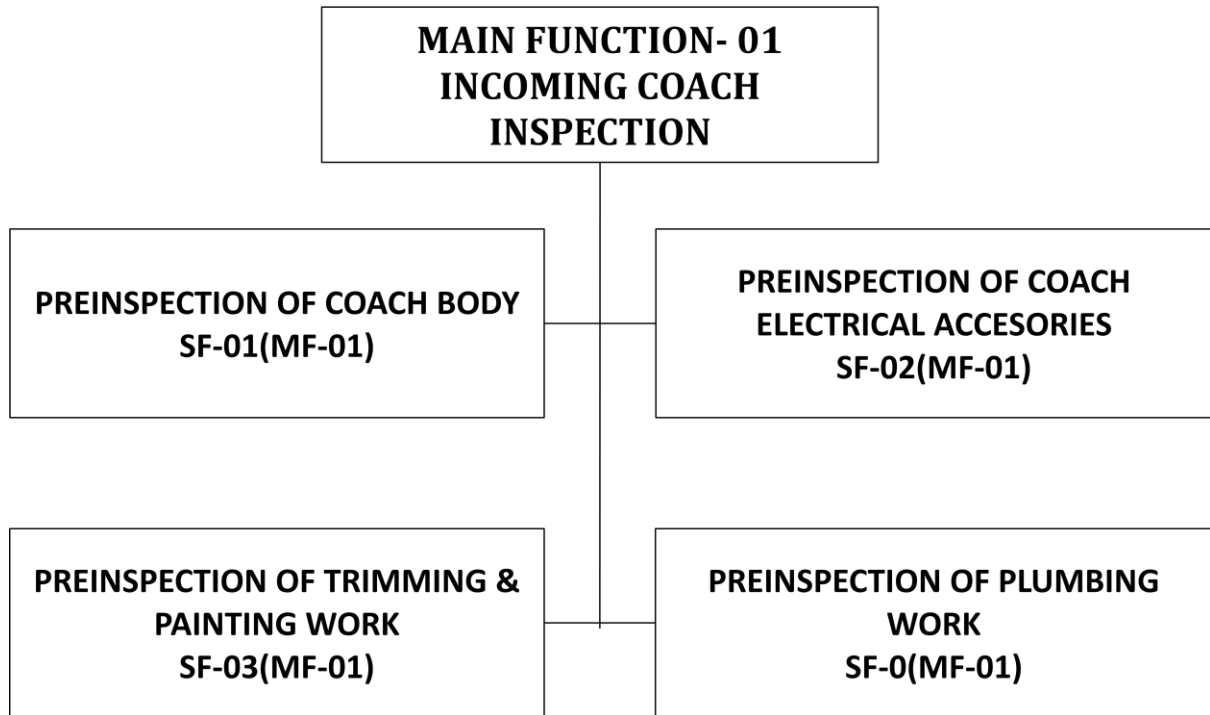 MAIN FUNCTION- 01
INCOMING COACH
INSPECTION
PREINSPECTION OF COACH BODY
SF-01(MF-01)
PREINSPECTION OF COACH
ELECTRICAL ACCESORIES
SF-02(MF-01)
PREINSPECTION OF TRIMMING &
PAINTING WORK
SF-03(MF-01)
PREINSPECTION OF PLUMBING
WORK
SF-0(MF-01)